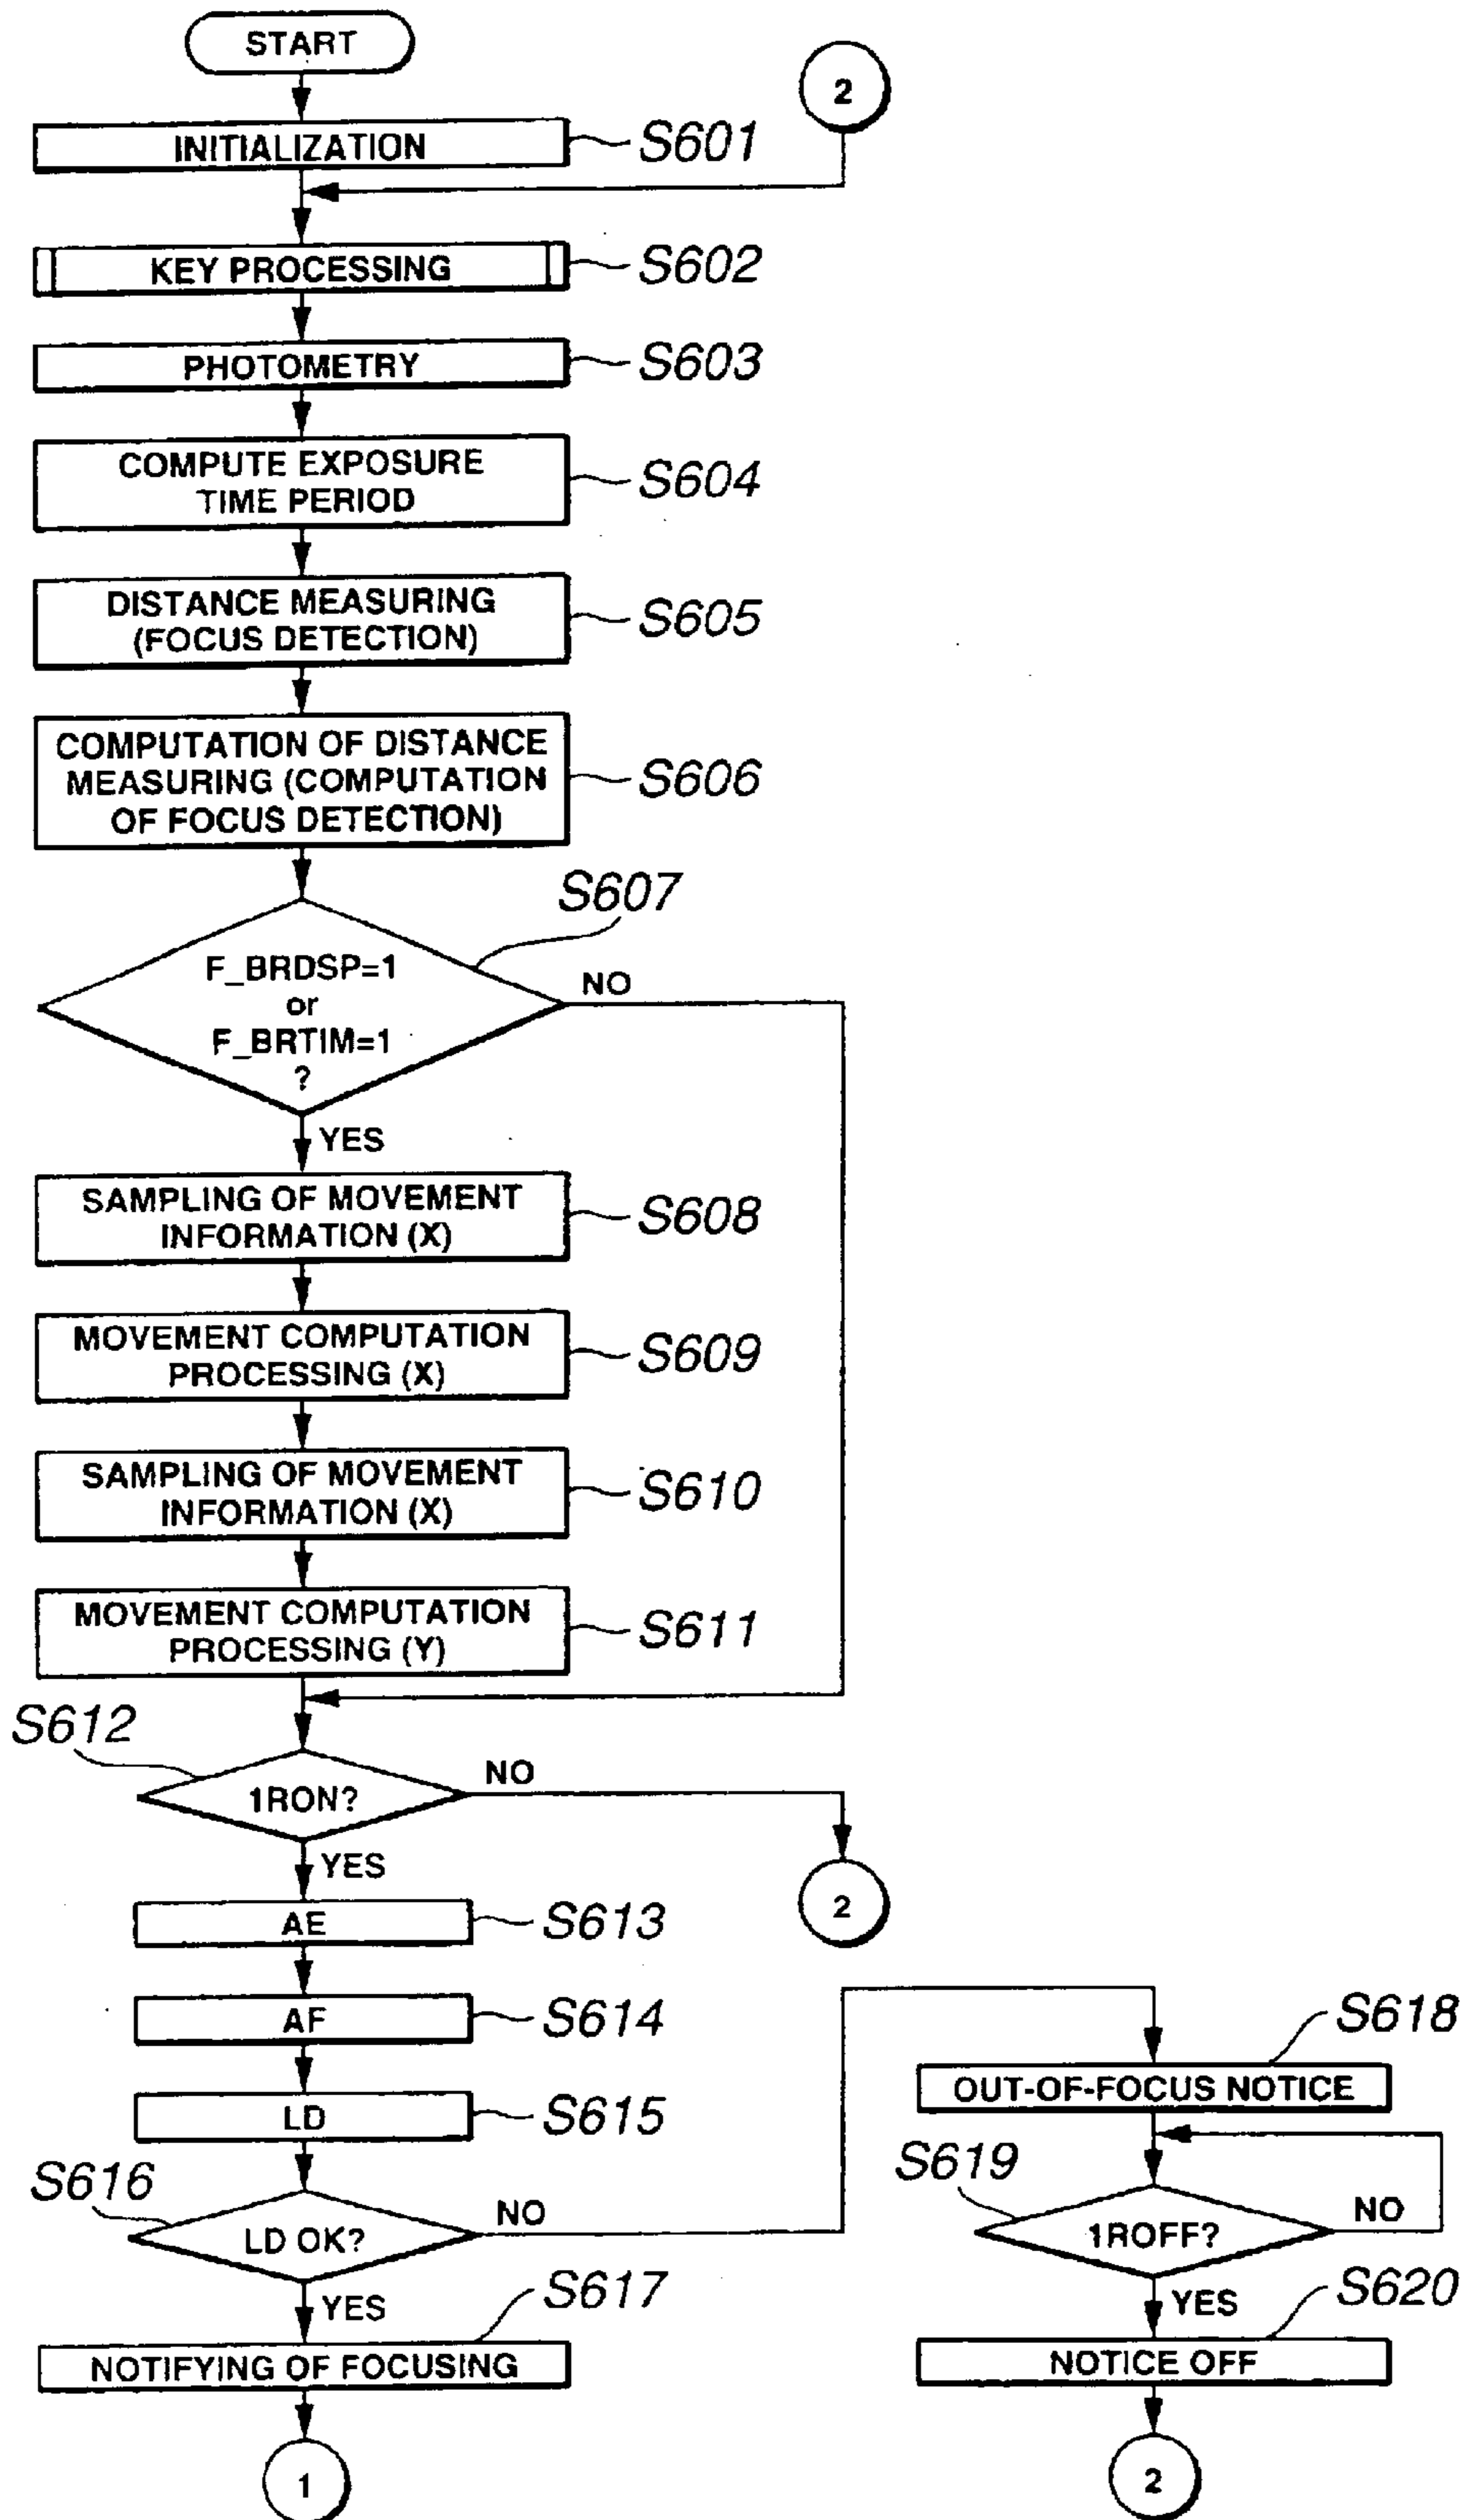 START
2
INITIALIZATION
S601
KEY PROCESSING
S602
PHOTOMETRY
S603
COMPUTE EXPOSURE
TIME PERIOD
S604
DISTANCE MEASURING
(FOCUS DETECTION)
S605
COMPUTATION OF DISTANCE
MEASURING (COMPUTATION
OF FOCUS DETECTION)
S606
S607
F_BRDSP=1
or
F_BRTIM=1
?
NO
YES
SAMPLING OF MOVEMENT
INFORMATION (X)
S608
MOVEMENT COMPUTATION
PROCESSING (X)
S609
SAMPLING OF MOVEMENT
INFORMATION (X)
S610
MOVEMENT COMPUTATION
PROCESSING (Y)
S611
S612
1RON?
NO
YES
2
AE
S613
AF
S614
LD
S615
S616
LD OK?
NO
YES
S617
NOTIFYING OF FOCUSING
1
S618
OUT-OF-FOCUS NOTICE
S619
1ROFF?
NO
YES
S620
NOTICE OFF
2